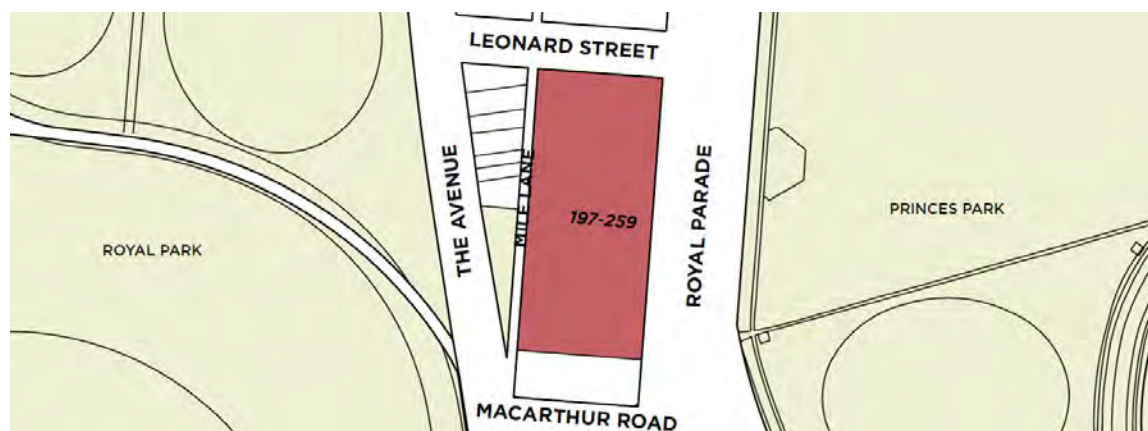 LEONARD STREET
THE AVENUE
MILE LANE
197-259
ROYAL PARADE
PRINCES PARK
ROYAL PARK
MACARTHUR ROAD